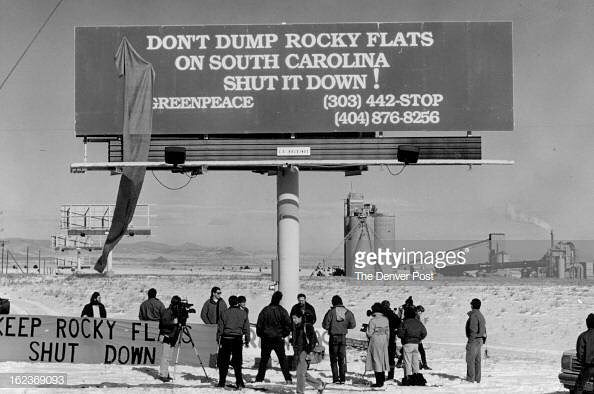 DON'T DUMP ROCKY FLATS
ON SOUTH CAROLINA
SHUT IT DOWN!
GREENPEACE (303) 442-STOP
(404) 876-8256
gettyimages
The Denver Post
KEEP ROCKY FL
SHUT DOWN
162369093